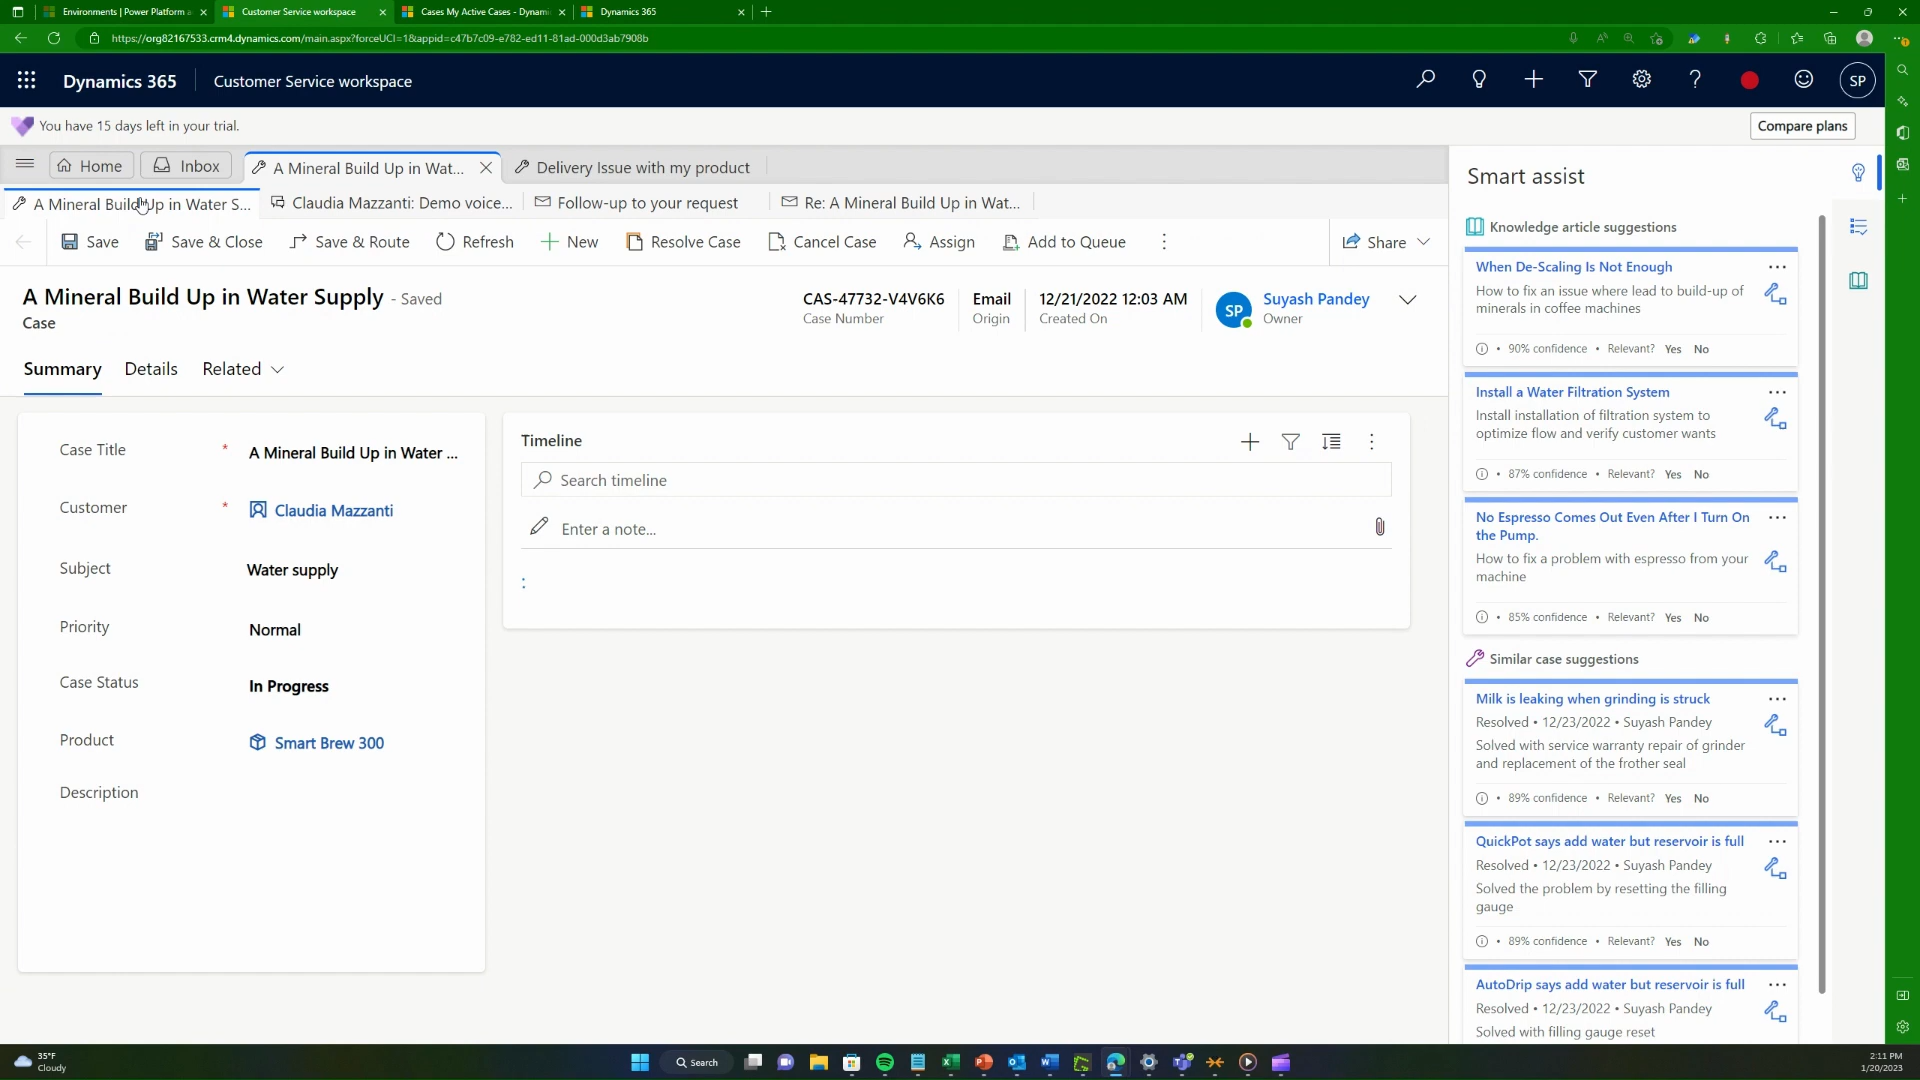 Environments | Power Platform a
Customer Service workspace
Cases My Active Cases - Dynami
Dynamics 365
https://org82167533.crm4.dynamics.com/main.aspx?forceUCI=1&appid=c47b7c09-e782-ed11-81ad-000d3ab7908b
Dynamics 365
Customer Service workspace
SP
You have 15 days left in your trial.
Compare plans
Home
Inbox
A Mineral Build Up in Wat...
Delivery Issue with my product
A Mineral Build Up in Water S...
Claudia Mazzanti: Demo voice...
Follow-up to your request
Re: A Mineral Build Up in Wat...
Save
Save & Close
Save & Route
Refresh
New
Resolve Case
Cancel Case
Assign
Add to Queue
Share
A Mineral Build Up in Water Supply - Saved
Case
CAS-47732-V4V6K6
Case Number
Email
Origin
12/21/2022 12:03 AM
Created On
SP
Suyash Pandey
Owner
Summary
Details
Related
Case Title
*
A Mineral Build Up in Water ...
Customer
*
Claudia Mazzanti
Subject
Water supply
Priority
Normal
Case Status
In Progress
Product
Smart Brew 300
Description
Timeline
Search timeline
Enter a note...
:
Smart assist
Knowledge article suggestions
When De-Scaling Is Not Enough
How to fix an issue where lead to build-up of
minerals in coffee machines
• 90% confidence • Relevant? Yes No
Install a Water Filtration System
Install installation of filtration system to
optimize flow and verify customer wants
• 87% confidence • Relevant? Yes No
No Espresso Comes Out Even After I Turn On
the Pump.
How to fix a problem with espresso from your
machine
• 85% confidence • Relevant? Yes No
Similar case suggestions
Milk is leaking when grinding is struck
Resolved • 12/23/2022 • Suyash Pandey
Solved with service warranty repair of grinder
and replacement of the frother seal
• 89% confidence • Relevant? Yes No
QuickPot says add water but reservoir is full
Resolved • 12/23/2022 • Suyash Pandey
Solved the problem by resetting the filling
gauge
• 89% confidence • Relevant? Yes No
AutoDrip says add water but reservoir is full
Resolved • 12/23/2022 • Suyash Pandey
Solved with filling gauge reset
35°F
Cloudy
Search
2:11 PM
1/20/2023